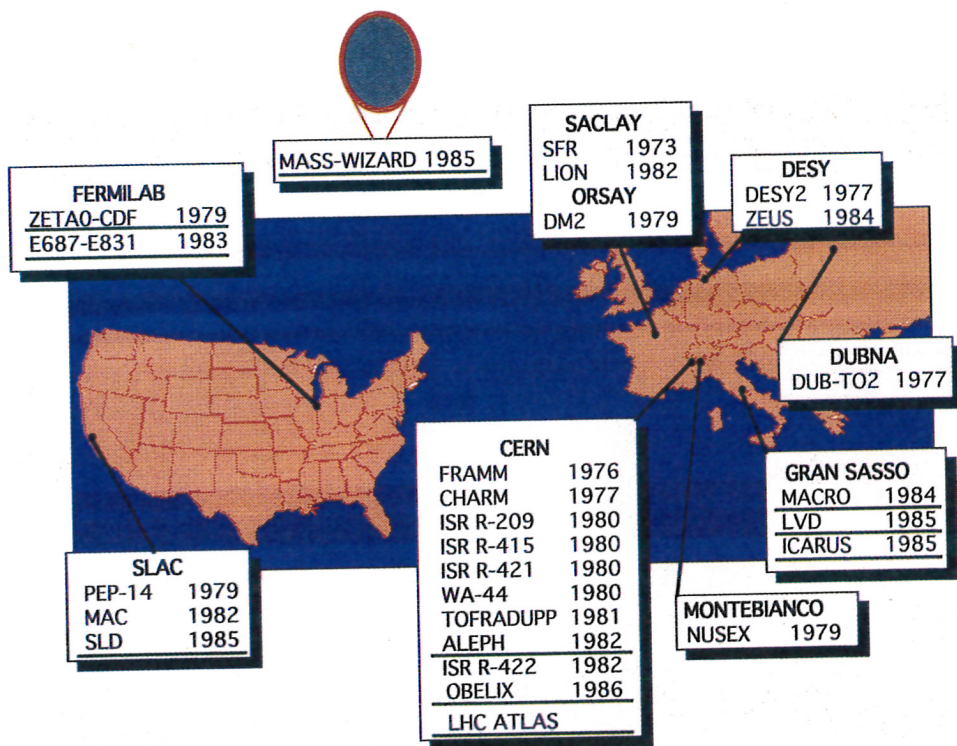 MASS-WIZARD 1985
FERMILAB
ZETA0-CDF 1979
E687-E831 1983
SACLAY
SFR 1973
LION 1982
ORSAY
DM2 1979
DESY
DESY2 1977
ZEUS 1984
DUBNA
DUB-TO2 1977
CERN
FRAMM 1976
CHARM 1977
ISR R-209 1980
ISR R-415 1980
ISR R-421 1980
WA-44 1980
TOFRADUPP 1981
ALEPH 1982
ISR R-422 1982
OBELIX 1986
LHC ATLAS
GRAN SASSO
MACRO 1984
LVD 1985
ICARUS 1985
SLAC
PEP-14 1979
MAC 1982
SLD 1985
MONTEBIANCO
NUSEX 1979